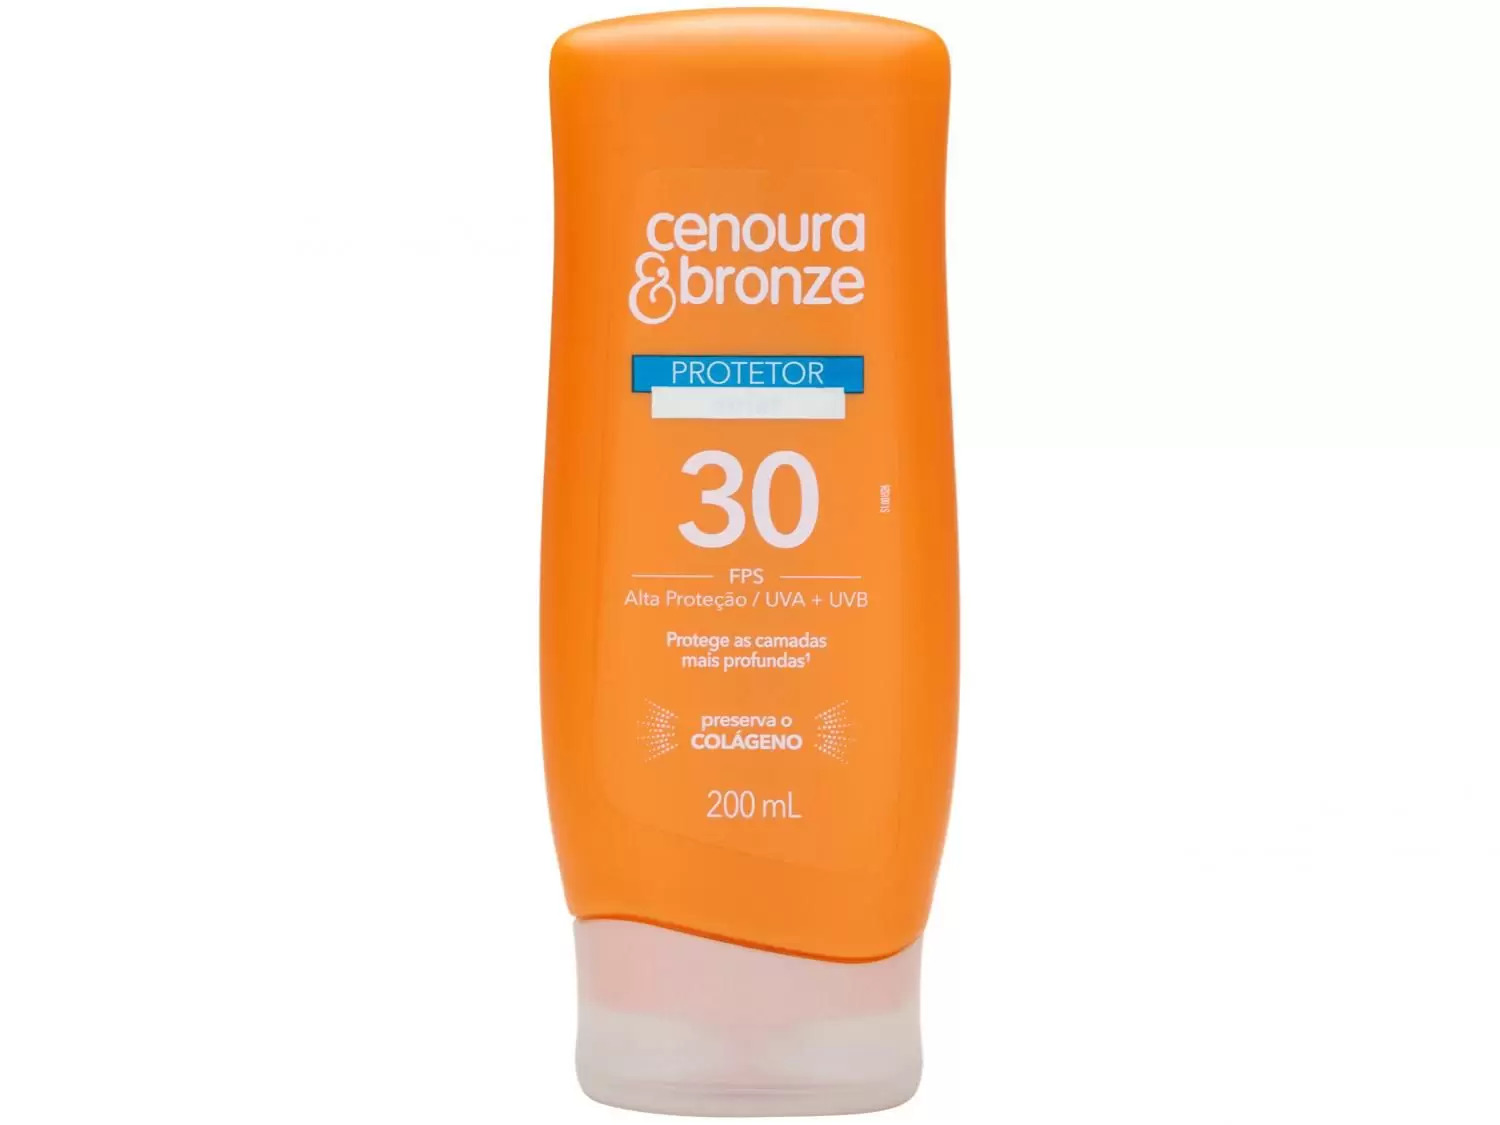 cenoura
&bronze
PROTETOR
30
FPS
Alta Proteção / UVA + UVB
Protege as camadas
mais profundas¹
preserva o
COLÁGENO
200 mL